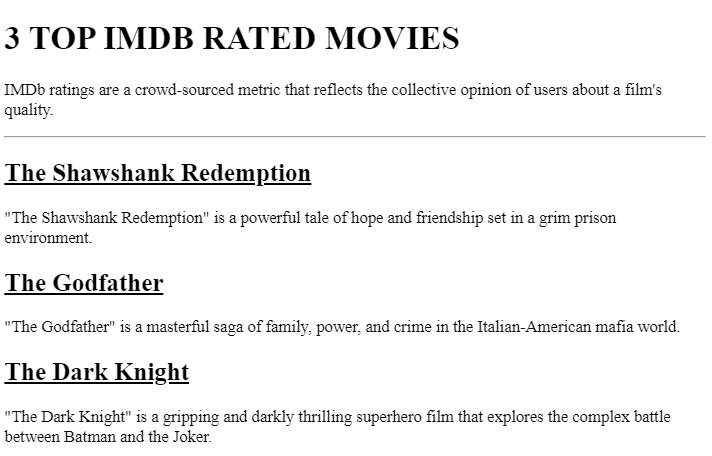 3 TOP IMDB RATED MOVIES
IMDb ratings are a crowd-sourced metric that reflects the collective opinion of users about a film's
quality.
The Shawshank Redemption
"The Shawshank Redemption" is a powerful tale of hope and friendship set in a grim prison
environment.
The Godfather
"The Godfather" is a masterful saga of family, power, and crime in the Italian-American mafia world.
The Dark Knight
"The Dark Knight" is a gripping and darkly thrilling superhero film that explores the complex battle
between Batman and the Joker.